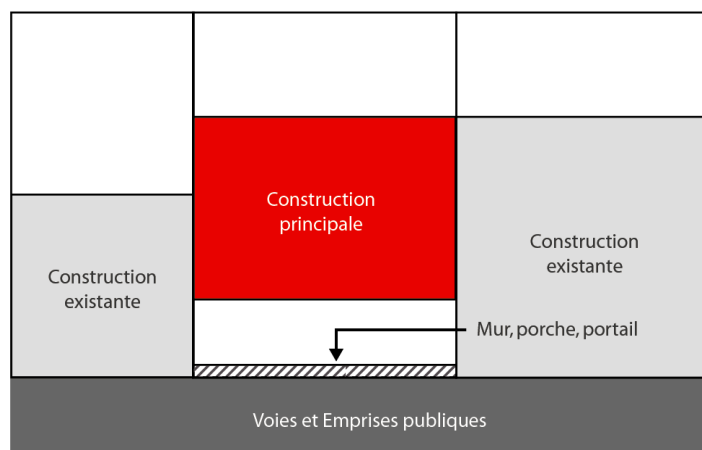 Construction
principale
Construction
existante
Construction
existante
Mur, porche, portail
Voies et Emprises publiques